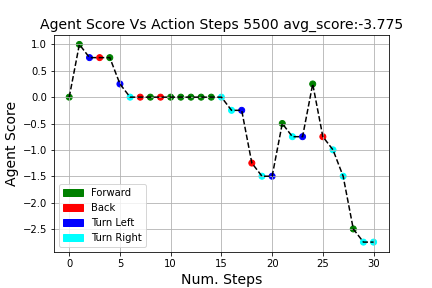 Agent Score Vs Action Steps 5500 avg_score:-3.775
Agent Score
1.0
0.5
0.0
−0.5
−1.0
−1.5
−2.0
−2.5
Forward
Back
Turn Left
Turn Right
0 5 10 15 20 25 30
Num. Steps